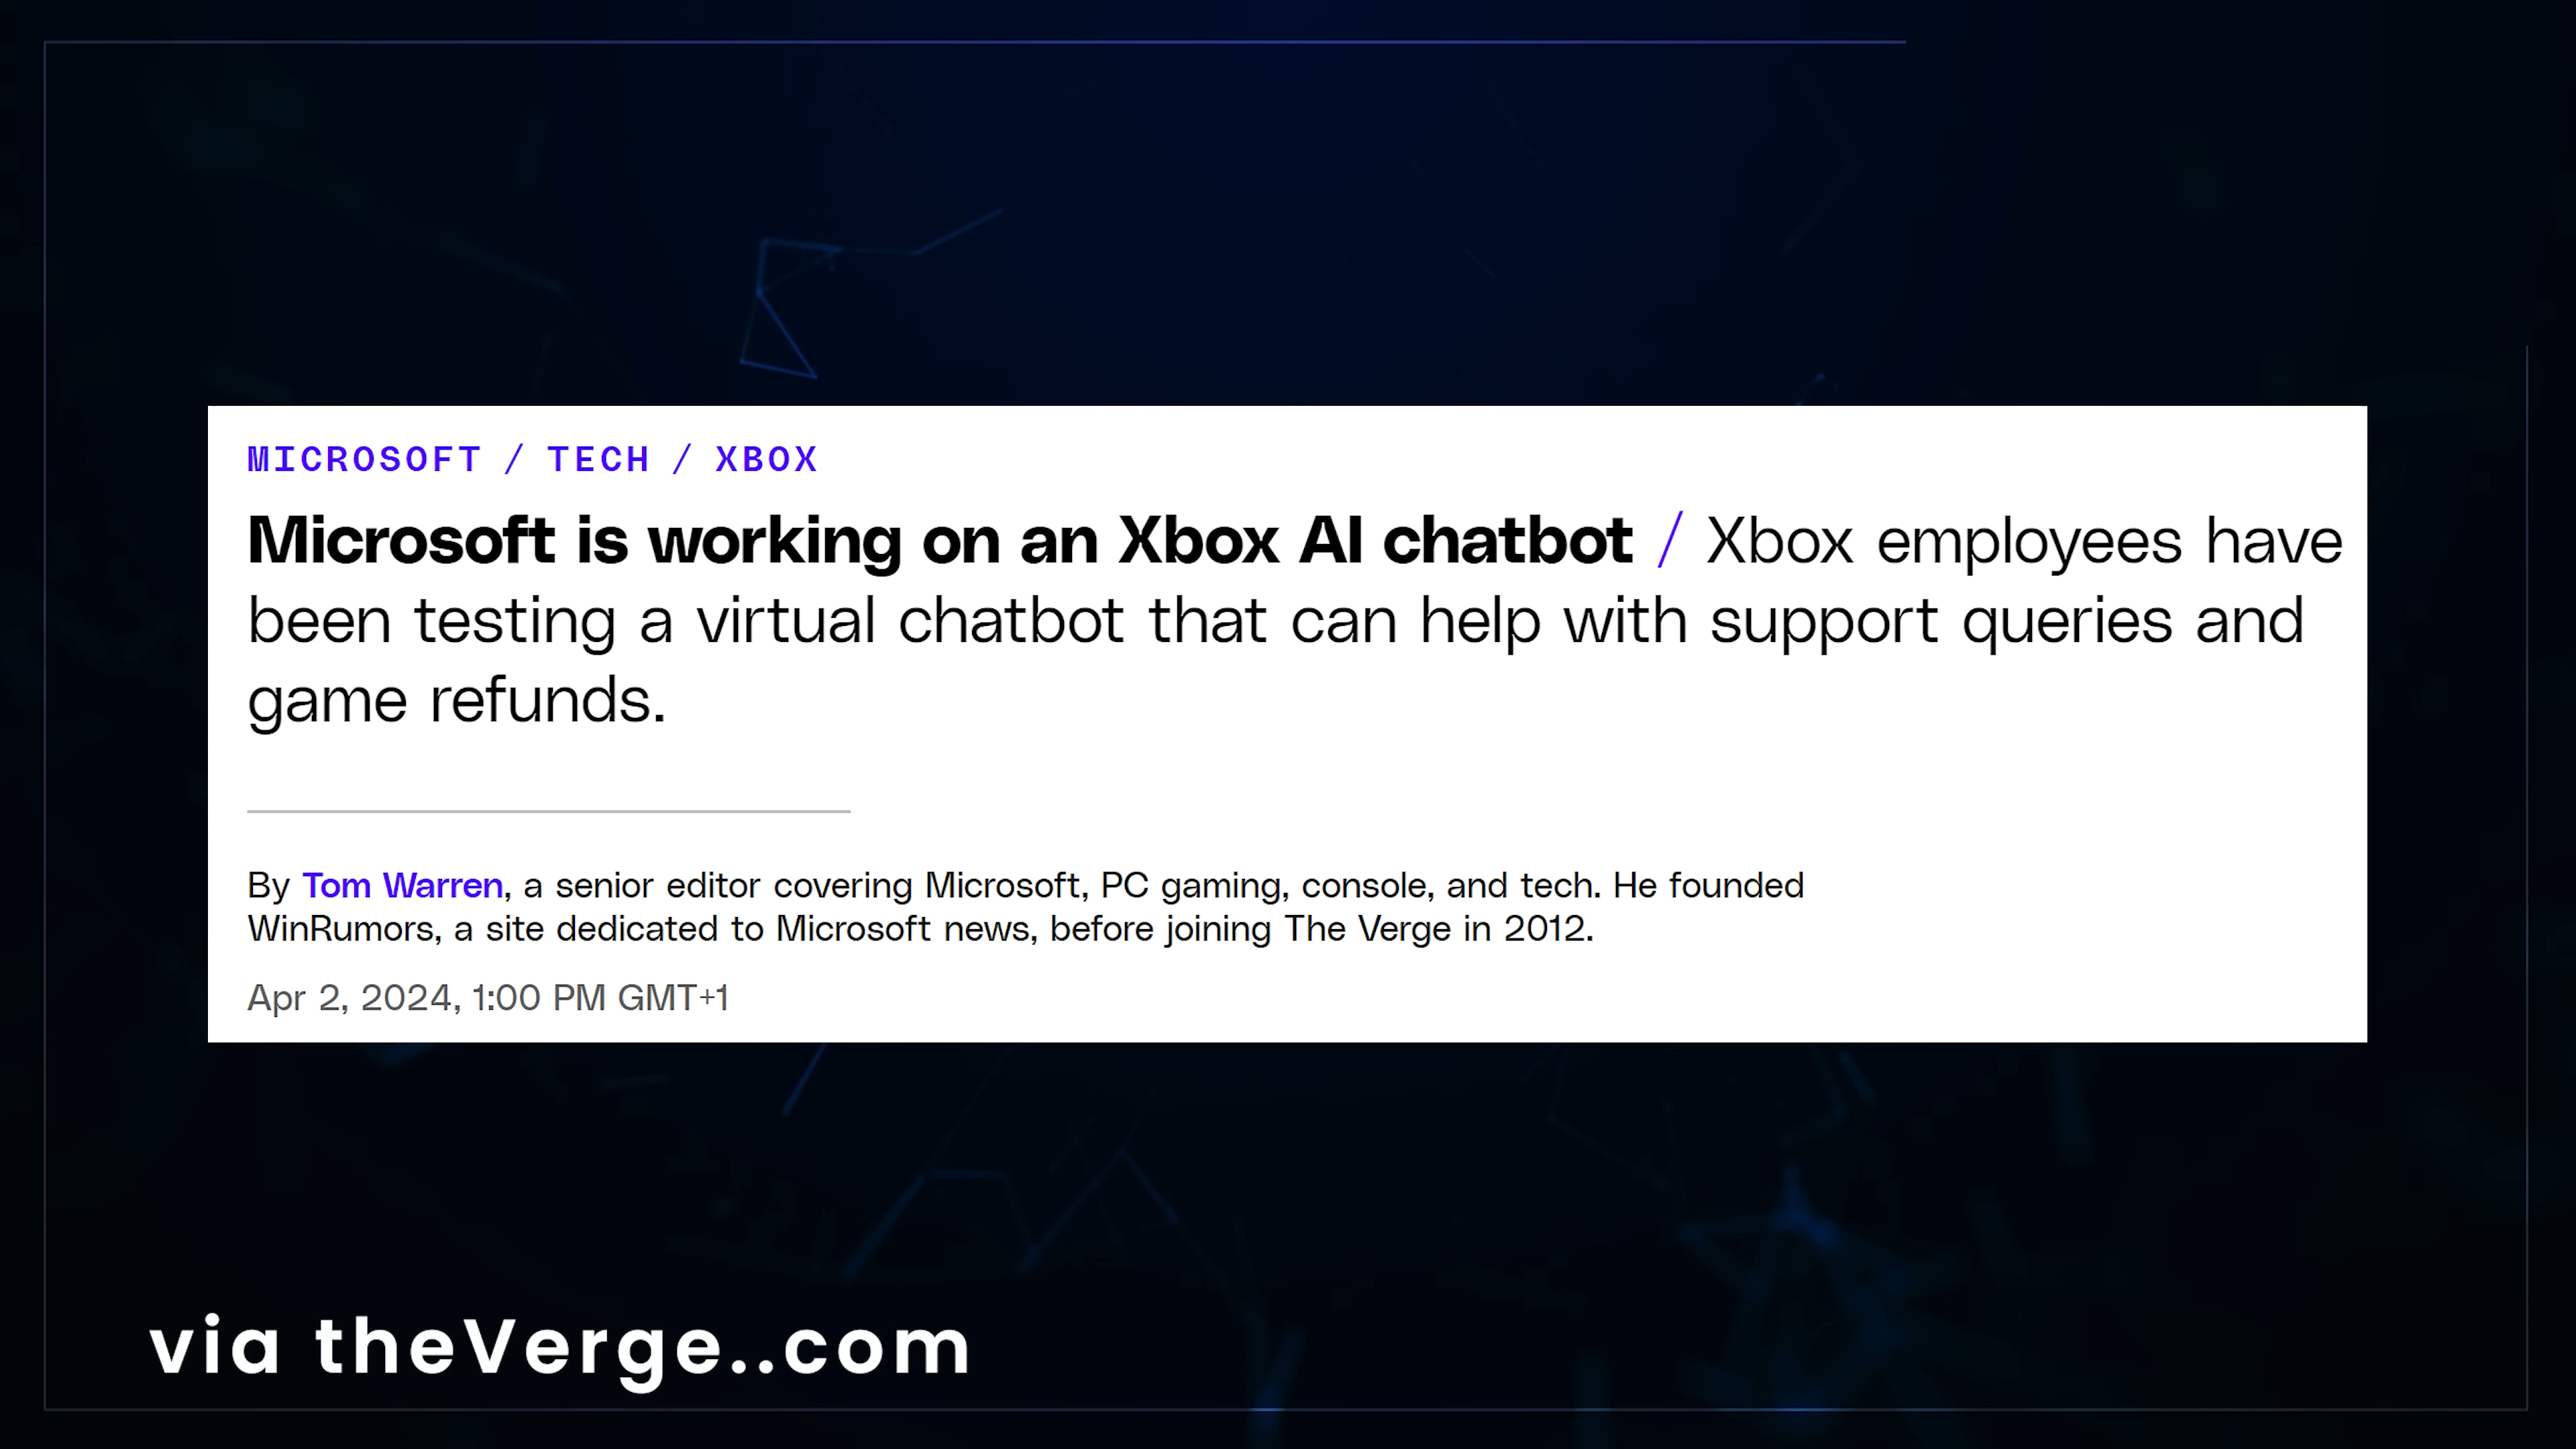 MICROSOFT / TECH / XBOX
Microsoft is working on an Xbox AI chatbot / Xbox employees have
been testing a virtual chatbot that can help with support queries and
game refunds.
By Tom Warren, a senior editor covering Microsoft, PC gaming, console, and tech. He founded
WinRumors, a site dedicated to Microsoft news, before joining The Verge in 2012.
Apr 2, 2024, 1:00 PM GMT+1
via theVerge..com